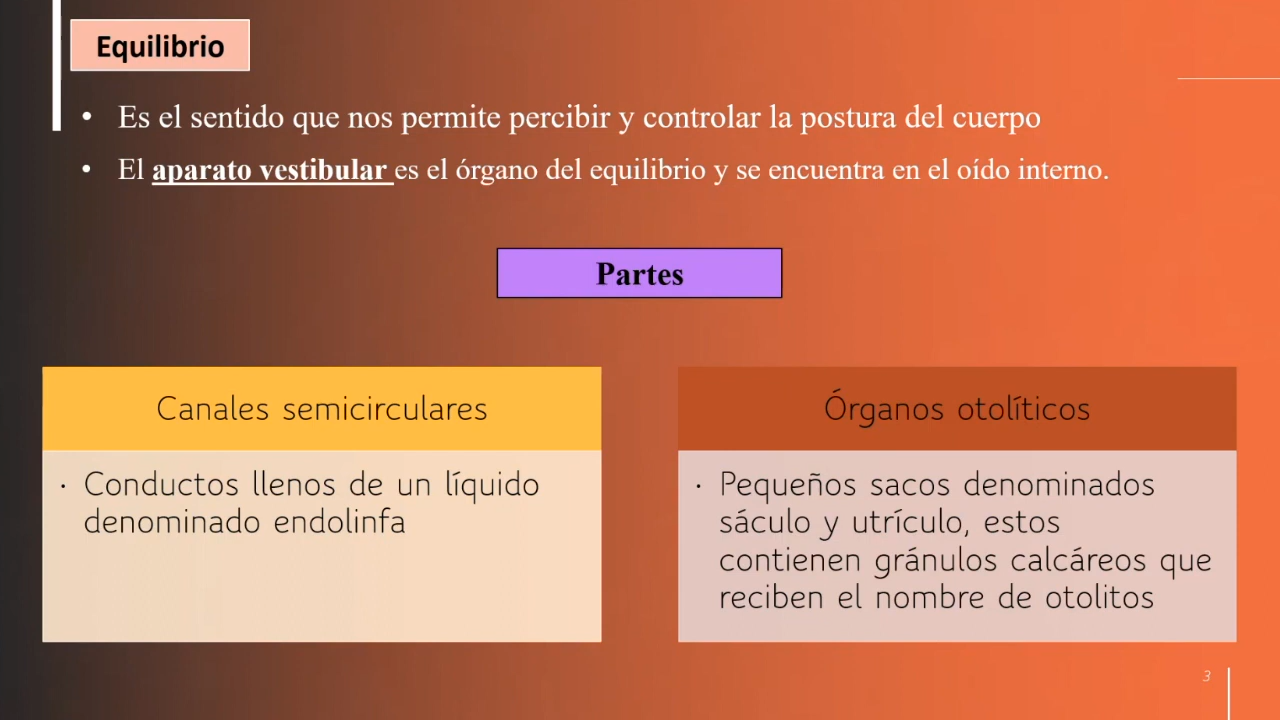 Equilibrio
• Es el sentido que nos permite percibir y controlar la postura del cuerpo
• El aparato vestibular es el órgano del equilibrio y se encuentra en el oído interno.
Partes
Canales semicirculares
• Conductos llenos de un líquido
denominado endolinfa
Órganos otolíticos
• Pequeños sacos denominados
sáculo y utrículo, estos
contienen gránulos calcáreos que
reciben el nombre de otolitos
3